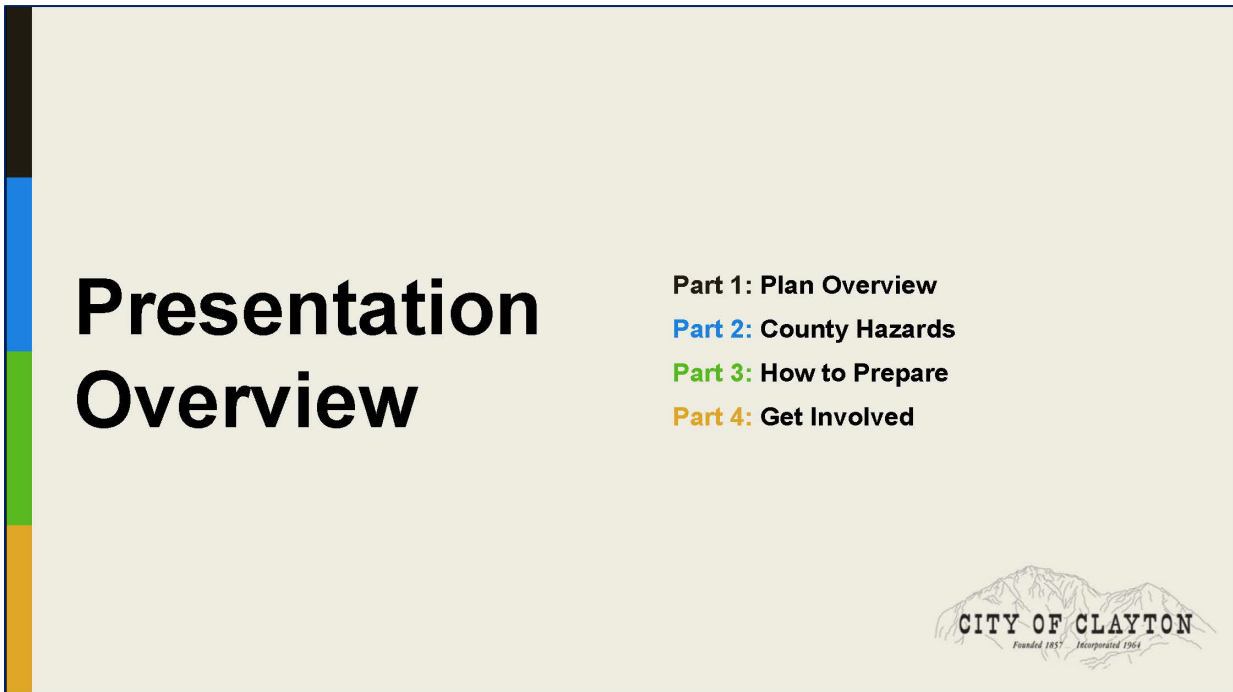 Presentation
Overview
Part 1: Plan Overview
Part 2: County Hazards
Part 3: How to Prepare
Part 4: Get Involved
CITY OF CLAYTON
Founded 1857 Incorporated 1964